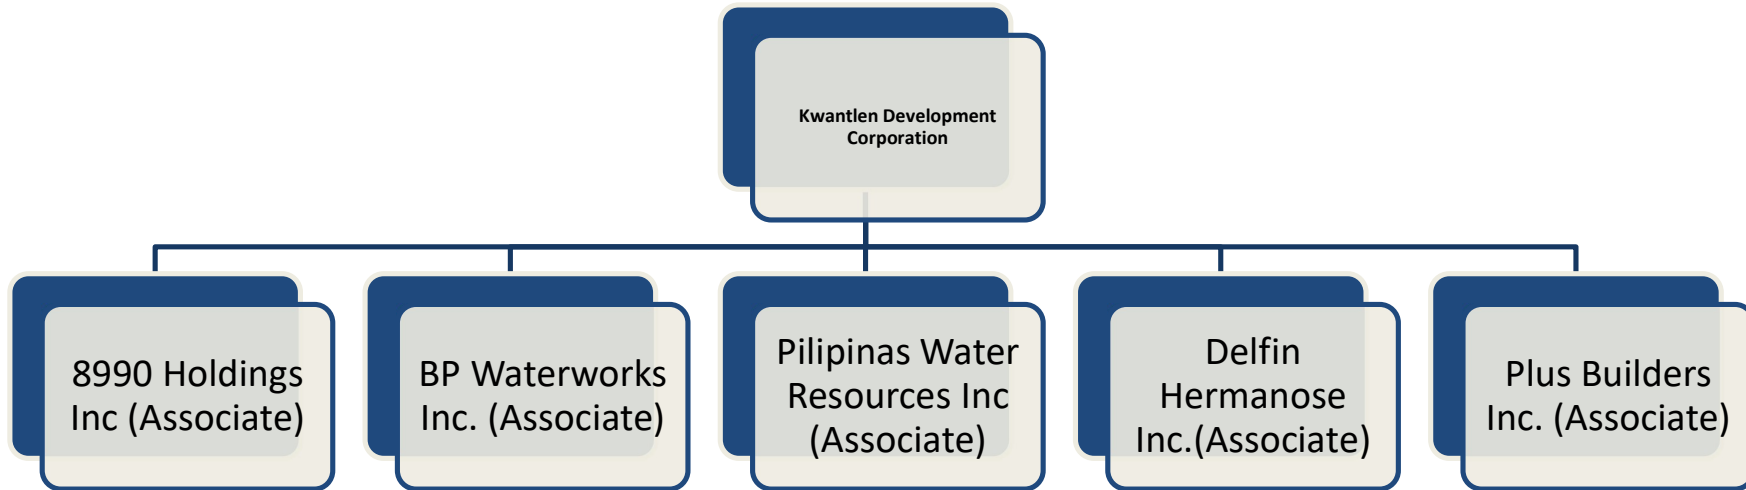 Kwantlen Development
Corporation
8990 Holdings
Inc (Associate)
BP Waterworks
Inc. (Associate)
Pilipinas Water
Resources Inc
(Associate)
Delfin
Hermanose
Inc.(Associate)
Plus Builders
Inc. (Associate)